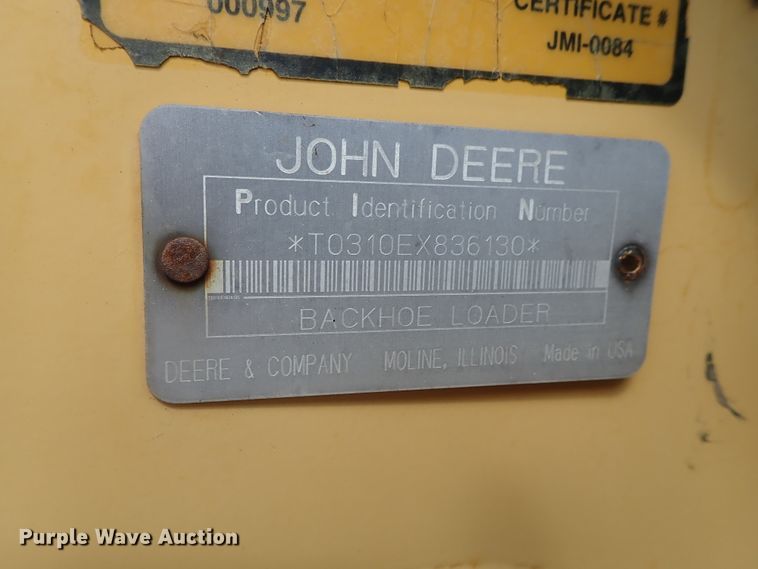 000997
CERTIFICATE #
JMI-0084
JOHN DEERE
Product Identification Number
*T0310EX836130*
BACKHOE LOADER
DEERE & COMPANY MOLINE, ILLINOIS Made in USA
Purple Wave Auction